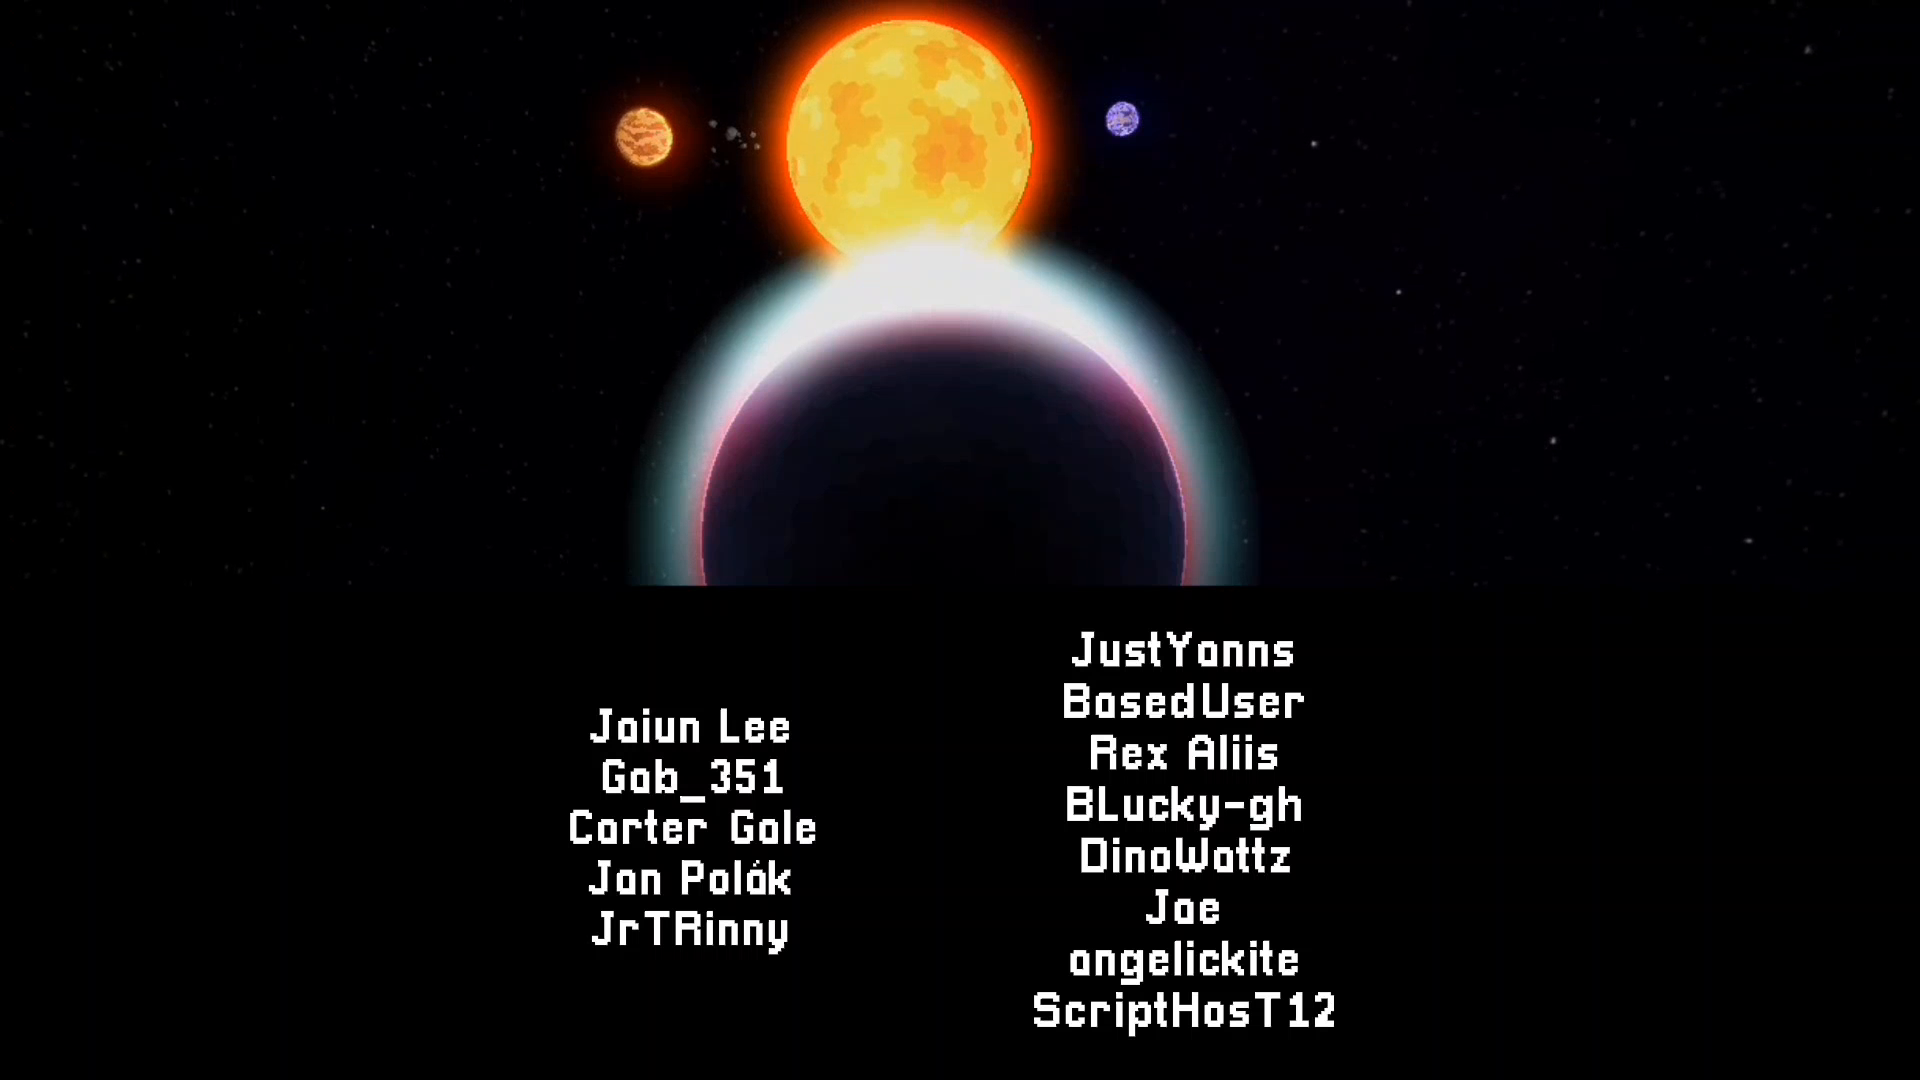 Jaiun Lee
Gab_351
Carter Gale
Jan Polák
JrTRinny
JustYanns
BasedUser
Rex Aliis
BLucky-gh
DinoWattz
Jae
angelickite
ScriptHosT12